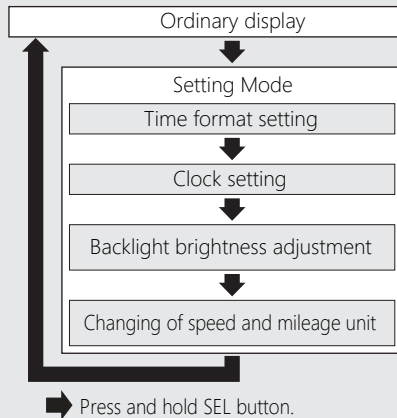 Ordinary display
Setting Mode
Time format setting
Clock setting
Backlight brightness adjustment
Changing of speed and mileage unit
Press and hold SEL button.